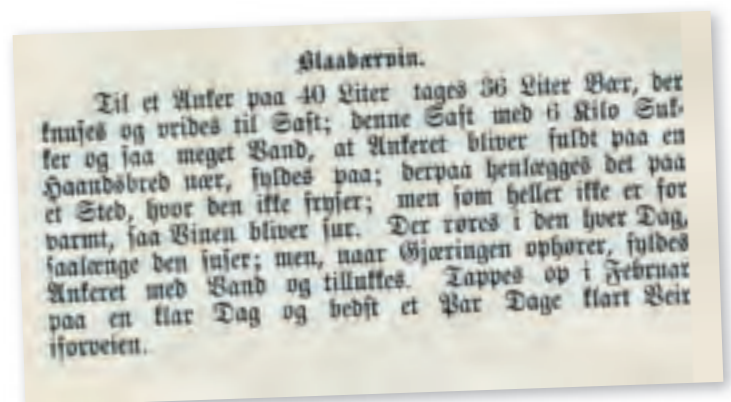 Blaabærvin.
Til et Anker paa 40 Liter tages 36 Liter Bær, der
knuses og vrides til Saft; denne Saft med 6 Kilo Suk-
ker og saa meget Vand, at Ankeret bliver fuldt paa en
Haandsbred nær, fyldes paa; derpaa henlægges det paa
et Sted, hvor den ikke fryser; men som heller ikke er for
varmt, saa Vinen bliver sur. Der røres i den hver Dag,
saalænge den suser; men, naar Gjæringen ophører, fyldes
Ankeret med Vand og tillukkes. Tappes op i Februar
paa en klar Dag og bedst et Par Dage klart Veir
iforveien.